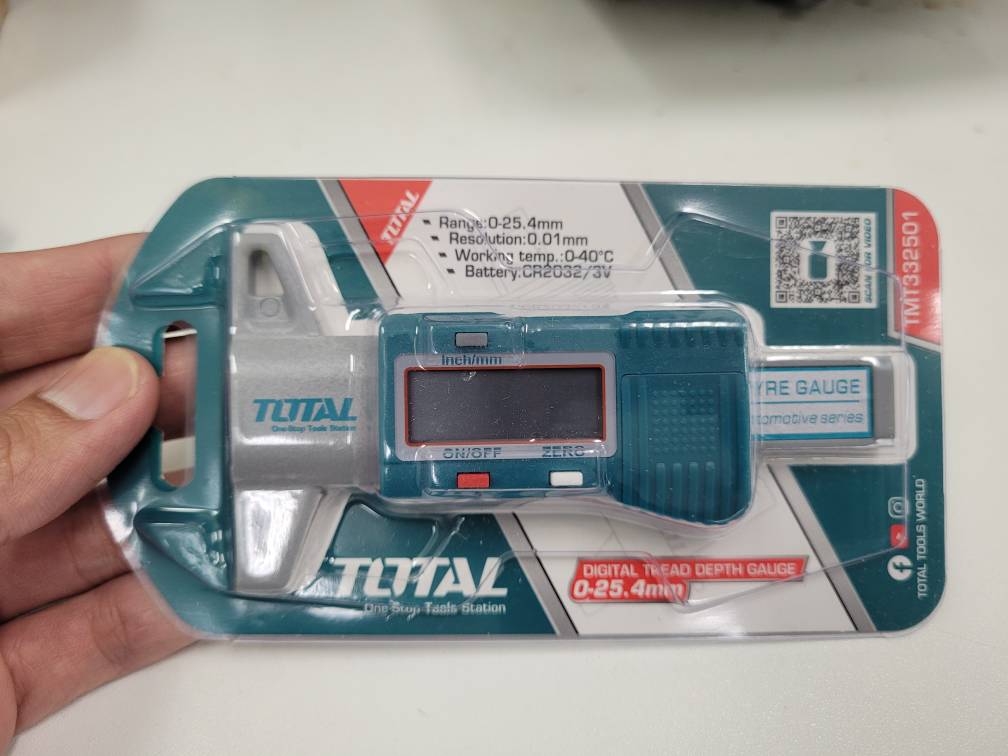 TOTAL
Range:0-25.4mm
Resolution:0.01mm
Working temp.:0-40°C
Battery:CR2032/3V
SCAN FOR VIDEO
TMT332501
Inch/mm
TOTAL
One-Stop Tools Station
ON/OFF ZERO
YRE GAUGE
tomotive series
TOTAL
One-Stop Tools Station
DIGITAL TREAD DEPTH GAUGE
0-25.4mm
TOTAL TOOLS WORLD